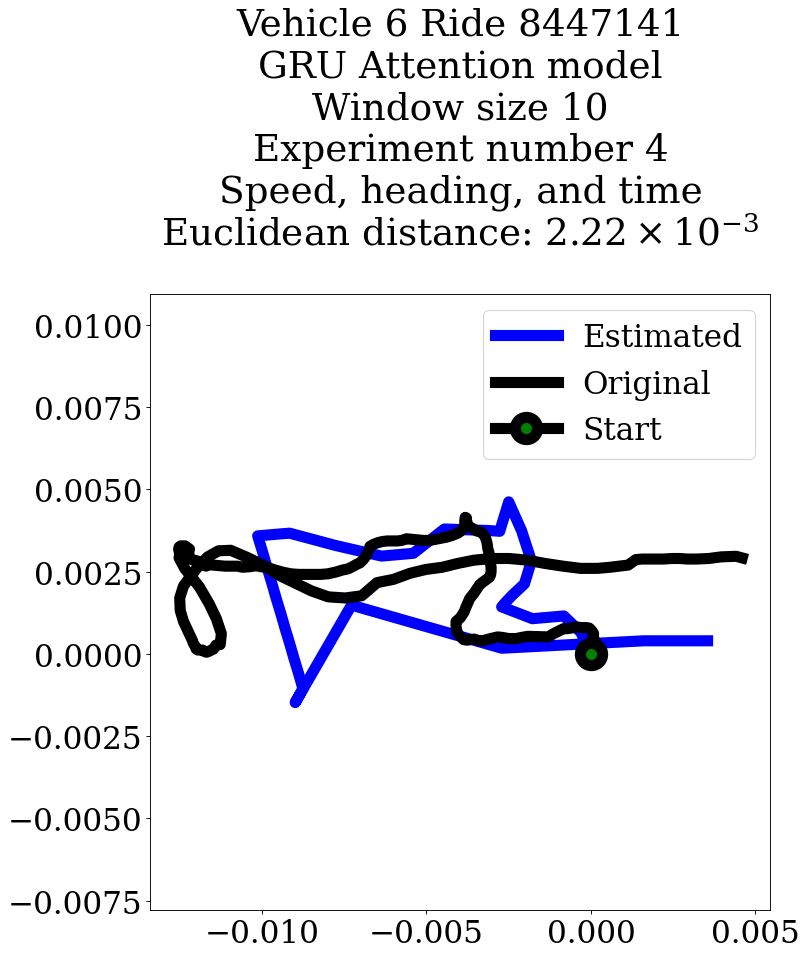 Vehicle 6 Ride 8447141
GRU Attention model
Window size 10
Experiment number 4
Speed, heading, and time
Euclidean distance: 2.22 × 10⁻³
Estimated
Original
Start
0.0100
0.0075
0.0050
0.0025
0.0000
−0.0025
−0.0050
−0.0075
−0.010 −0.005 0.000 0.005